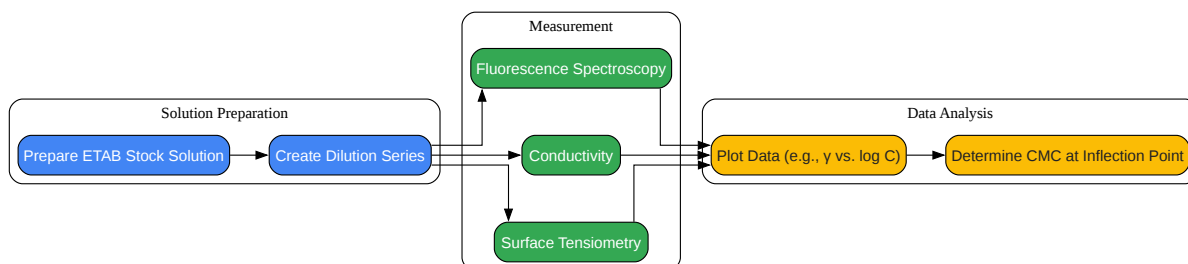 Solution Preparation
Prepare ETAB Stock Solution
Create Dilution Series
Measurement
Fluorescence Spectroscopy
Conductivity
Surface Tensiometry
Data Analysis
Plot Data (e.g., γ vs. log C)
Determine CMC at Inflection Point